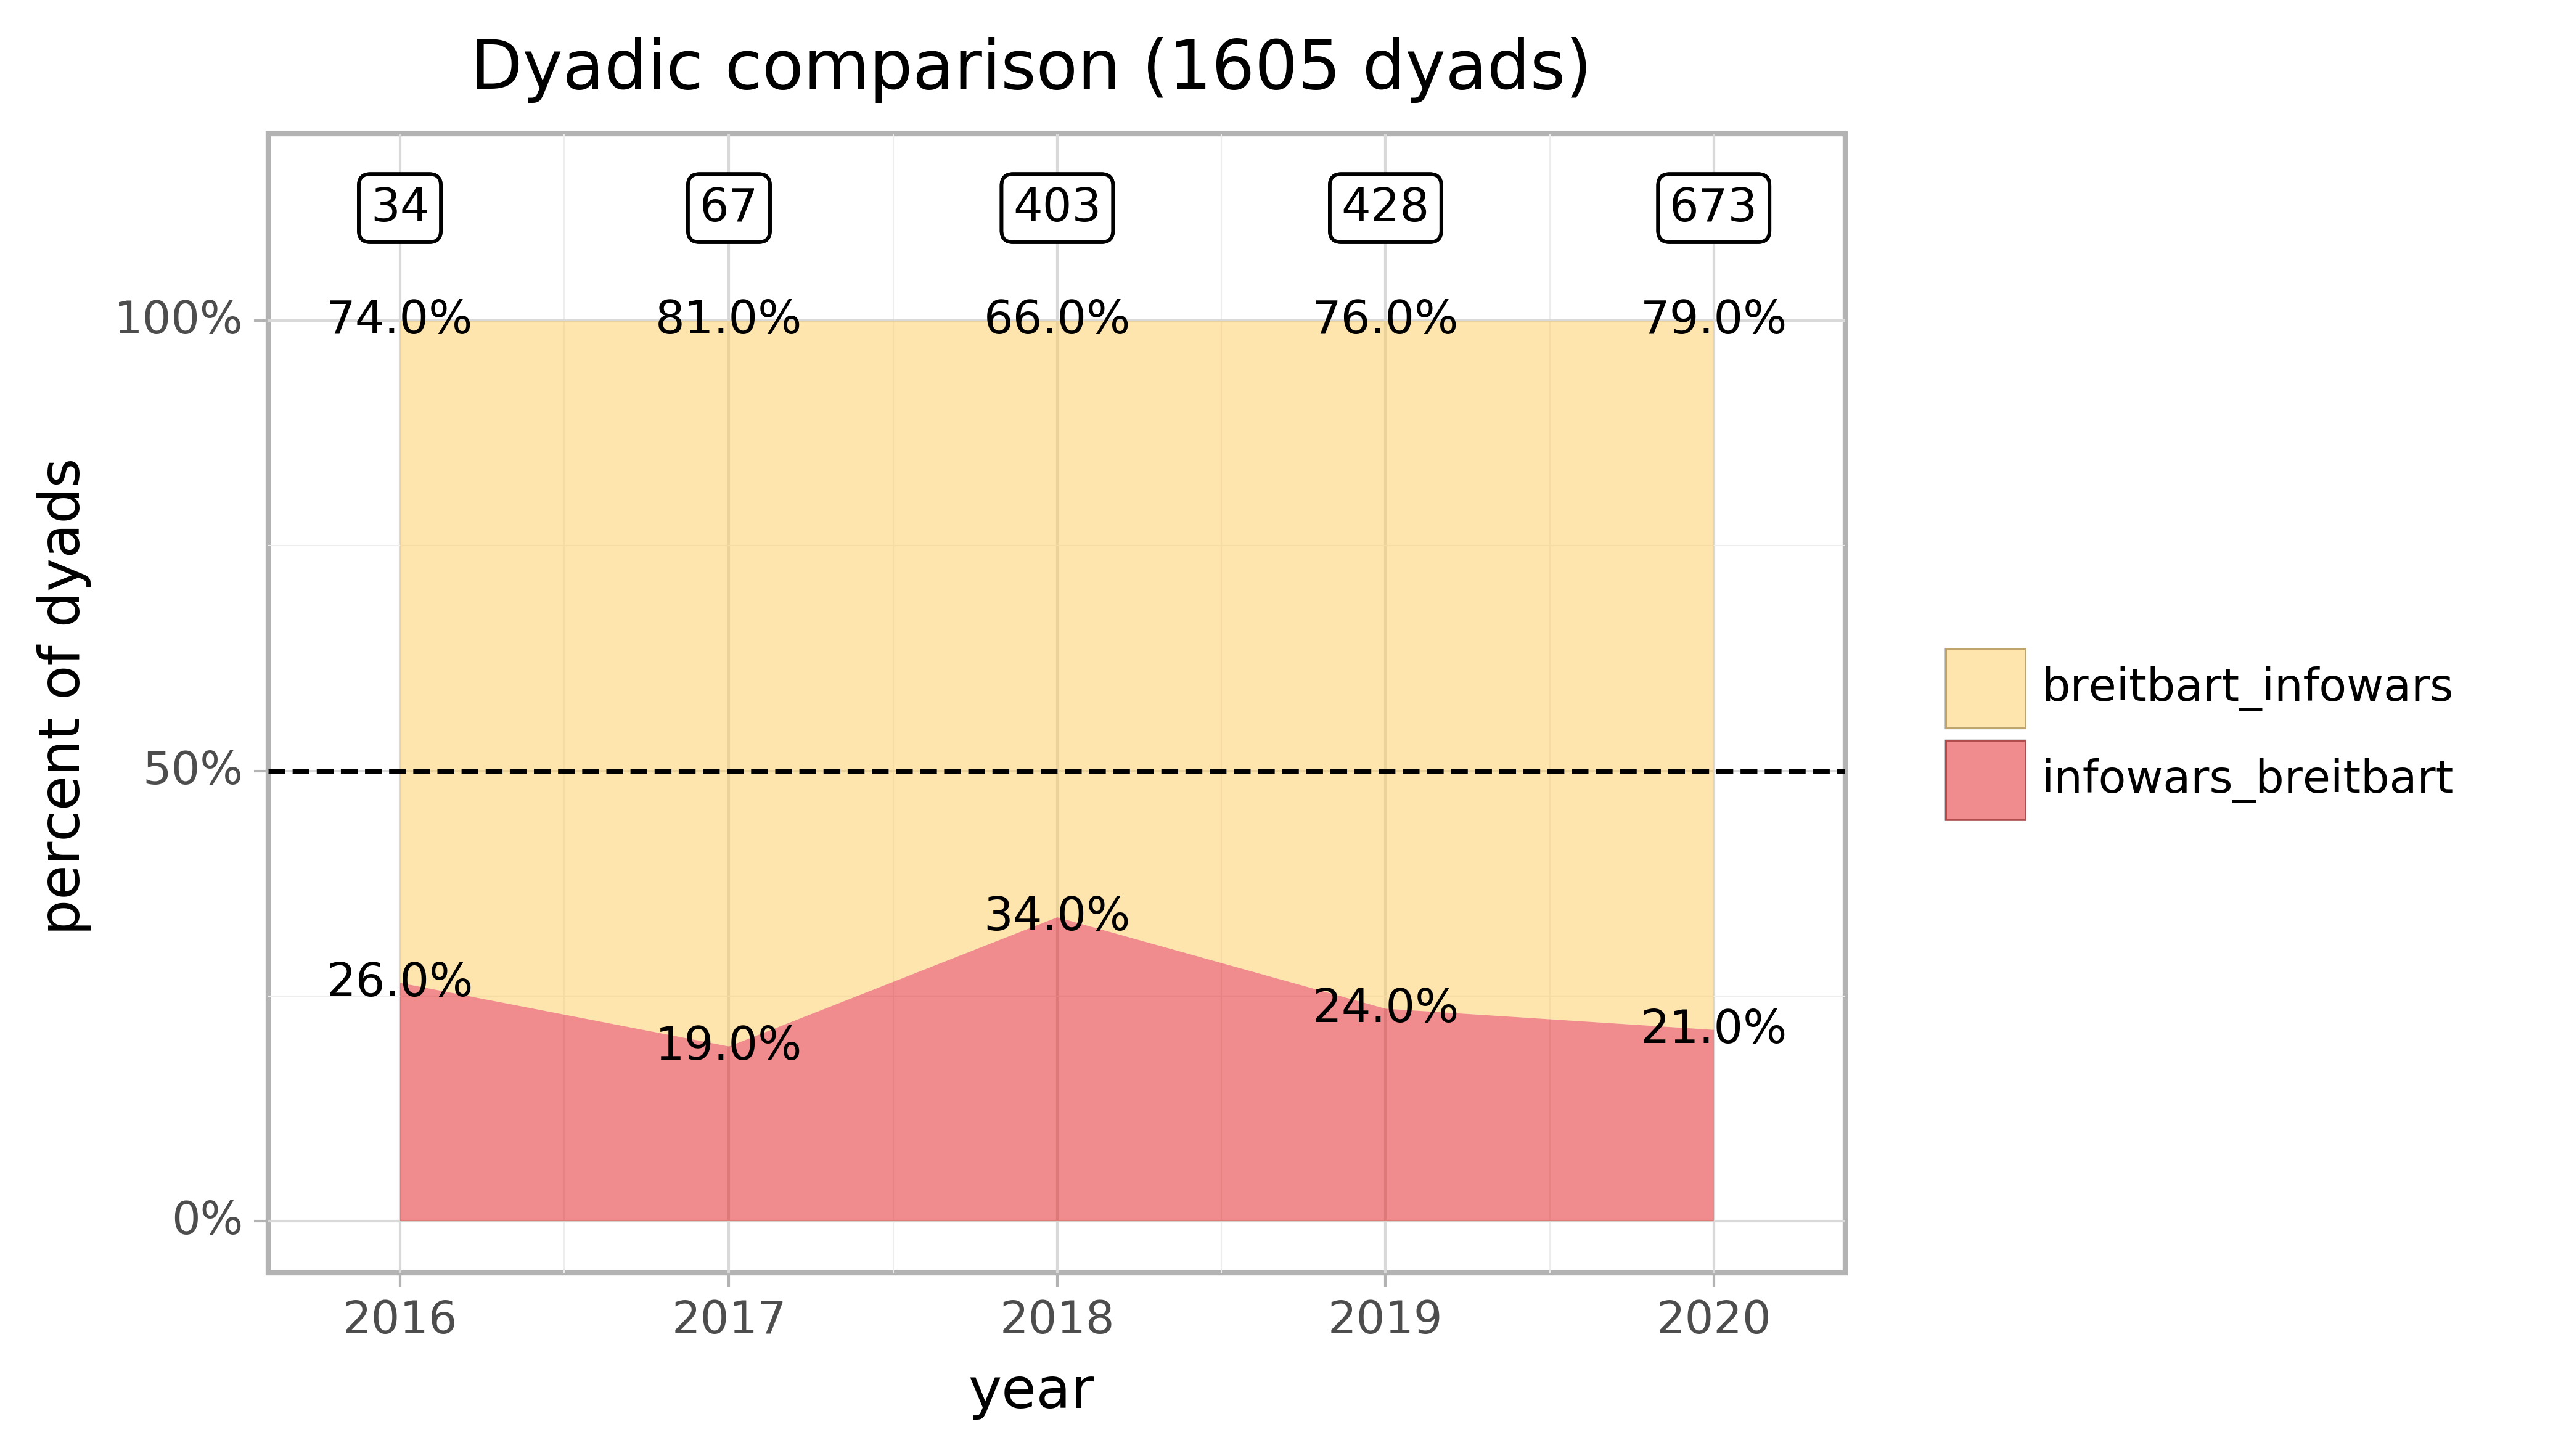 Dyadic comparison (1605 dyads)
34 67 403 428 673
100% 74.0% 81.0% 66.0% 76.0% 79.0%
percent of dyads
breitbart_infowars
50%
infowars_breitbart
34.0%
26.0%
24.0%
21.0%
19.0%
0%
2016 2017 2018 2019 2020
year